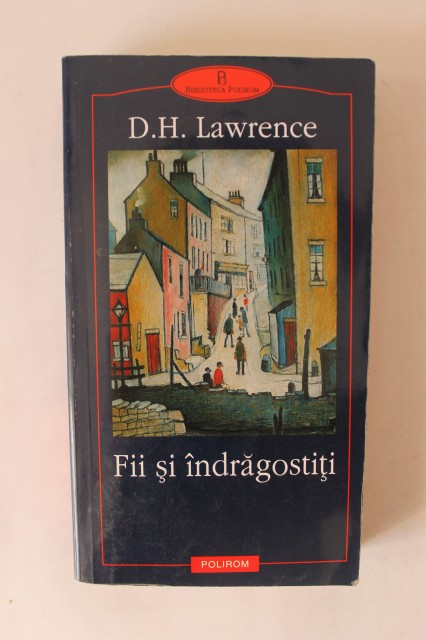 BIBLIOTECA POLIROM
D.H. Lawrence
Fii şi îndrăgostiţi
POLIROM